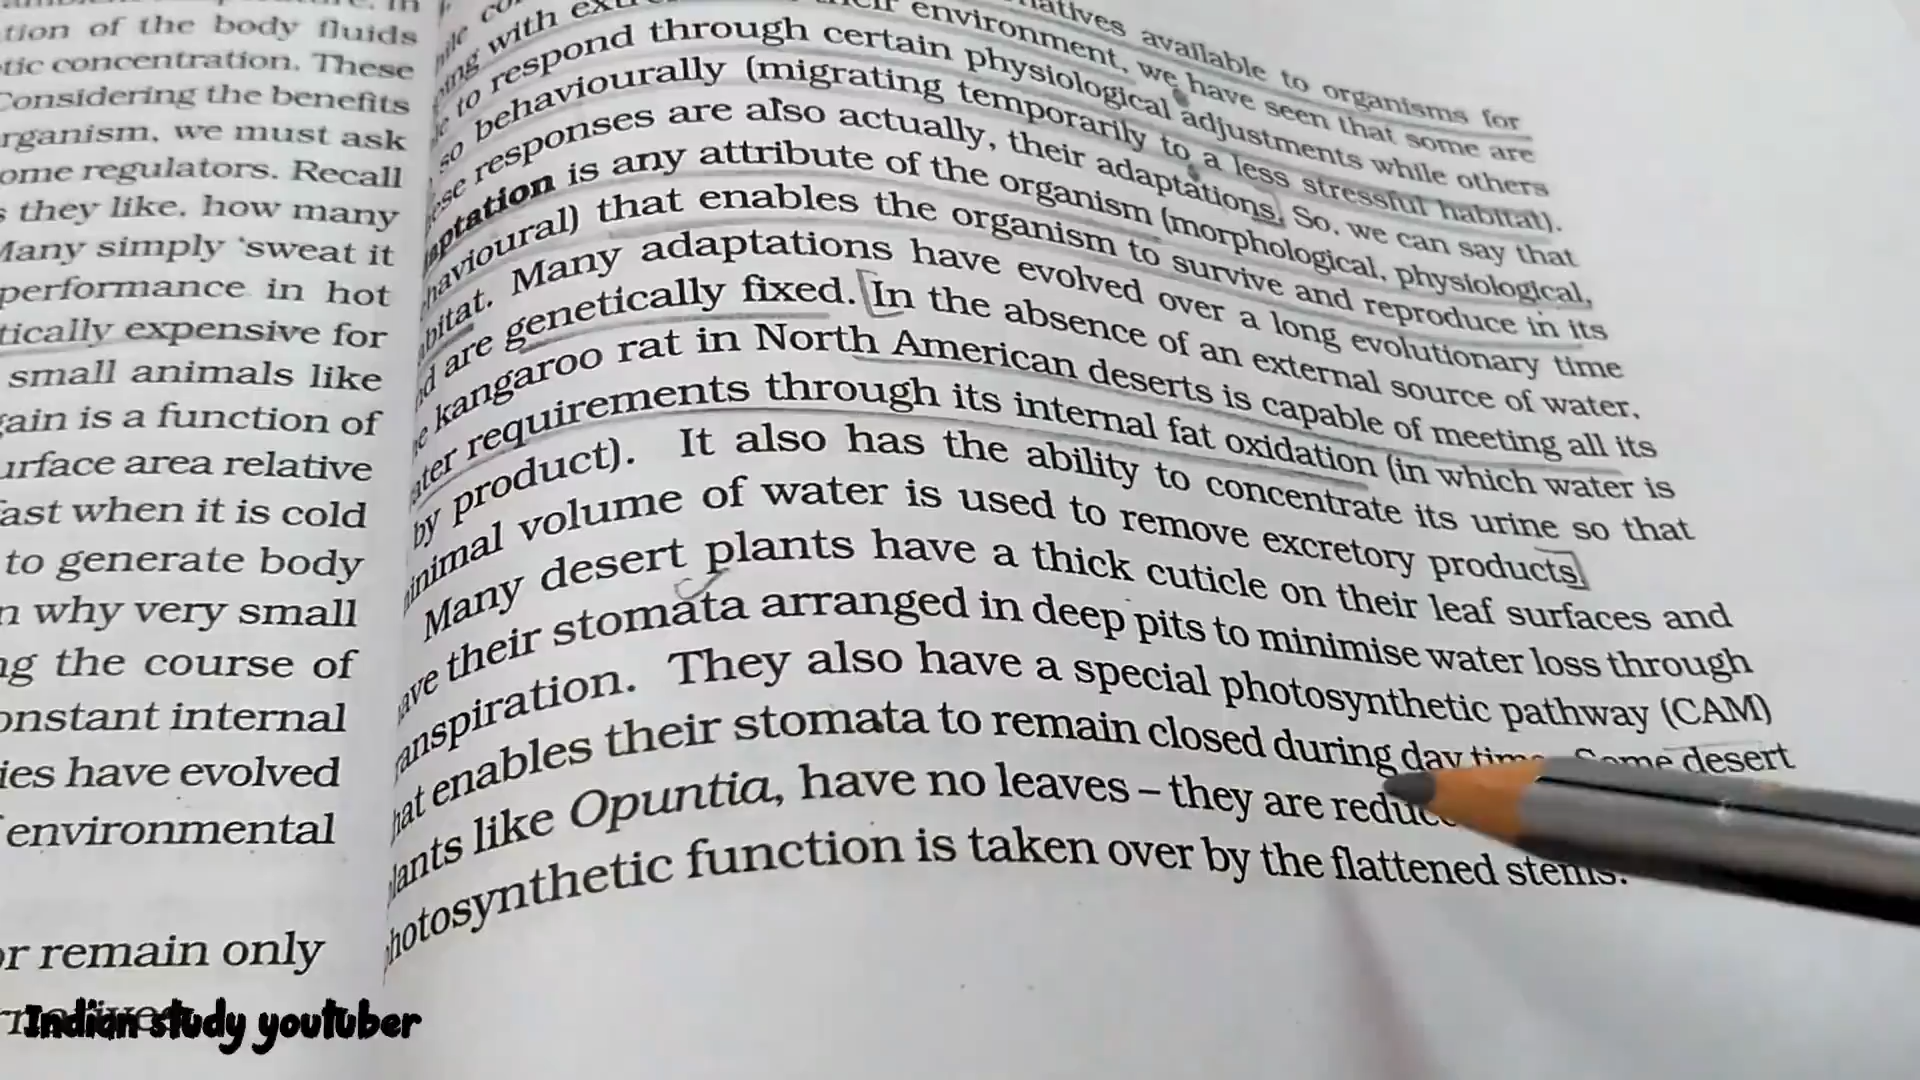 tion of the body fluids
tic concentration. These
Considering the benefits
rganism, we must ask
ome regulators. Recall
s they like, how many
Many simply 'sweat it
performance in hot
tically expensive for
small animals like
gain is a function of
urface area relative
fast when it is cold
to generate body
n why very small
ng the course of
onstant internal
ies have evolved
environmental
or remain only
natives available to organisms for
ing with their environment, we have seen that some are
to respond through certain physiological adjustments while others
so behaviourally (migrating temporarily to a less stressful habitat).
ese responses are also actually, their adaptations. So, we can say that
aptation is any attribute of the organism (morphological, physiological,
havioural) that enables the organism to survive and reproduce in its
bitat. Many adaptations have evolved over a long evolutionary time
d are genetically fixed. In the absence of an external source of water,
e kangaroo rat in North American deserts is capable of meeting all its
ater requirements through its internal fat oxidation (in which water is
by product). It also has the ability to concentrate its urine so that
inimal volume of water is used to remove excretory products.
Many desert plants have a thick cuticle on their leaf surfaces and
ave their stomata arranged in deep pits to minimise water loss through
anspiration. They also have a special photosynthetic pathway (CAM)
hat enables their stomata to remain closed during day time. Some desert
lants like Opuntia, have no leaves – they are reduc
hotosynthetic function is taken over by the flattened stems.
Indian study youtuber